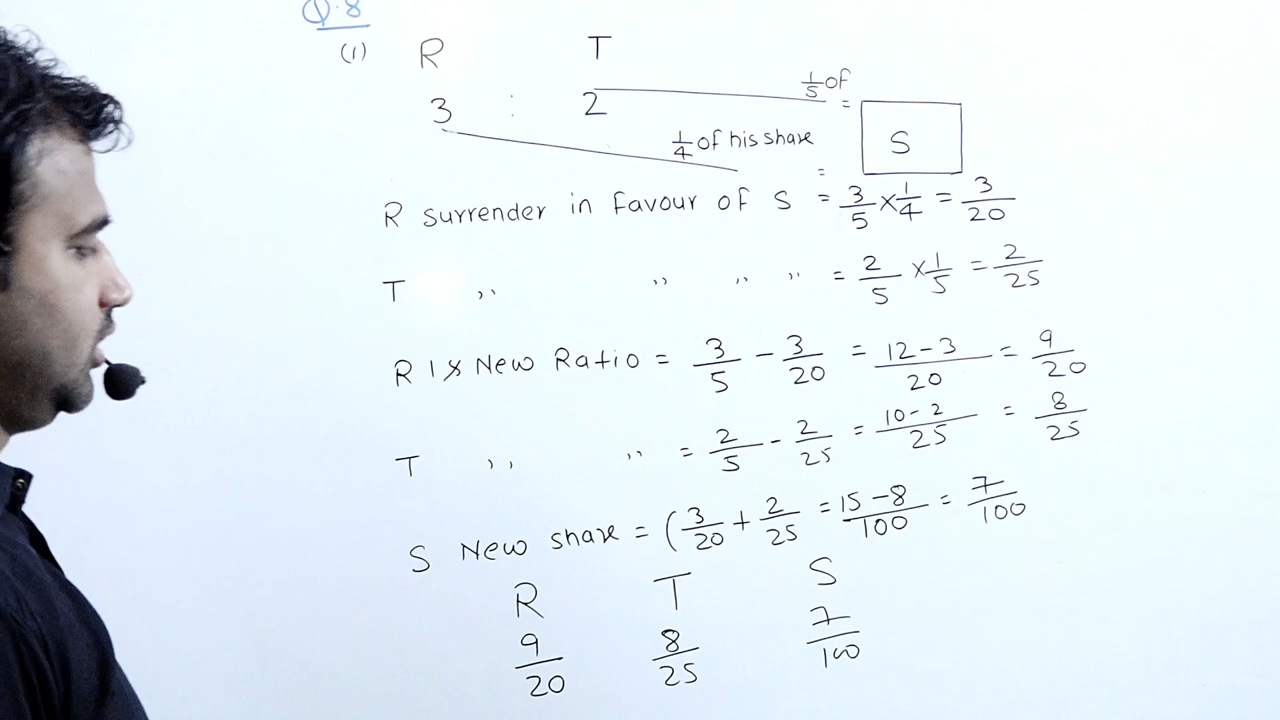 Q.8
(1) R T
3 : 2 1/5 of =
1/4 of his share = S
R surrender in favour of S = 3/5 × 1/4 = 3/20
T ,, ,, ,, ,, = 2/5 × 1/5 = 2/25
R 1x New Ratio = 3/5 - 3/20 = 12-3/20 = 9/20
T ,, ,, = 2/5 - 2/25 = 10-2/25 = 8/25
S New share = (3/20 + 2/25 = 15-8/100 = 7/100
R T S
9/20 8/25 7/100